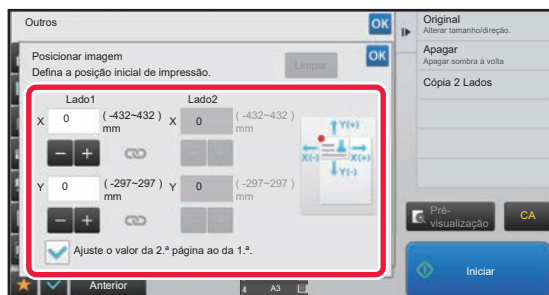 Outros
OK
Posicionar imagem
Defina a posição inicial de impressão.
Limpar
OK
Lado1
Lado2
X 0 (-432~432) mm
X 0 (-432~432) mm
- +
- +
Y 0 (-297~297) mm
Y 0 (-297~297) mm
- +
- +
Y(+)
X(-)
X(+)
Y(-)
Ajuste o valor da 2.ª página ao da 1.ª.
Anterior
4 A3
Original
Alterar tamanho/direção.
Apagar
Apagar sombra à volta
Cópia 2 Lados
Pré-
visualização
CA
Iniciar